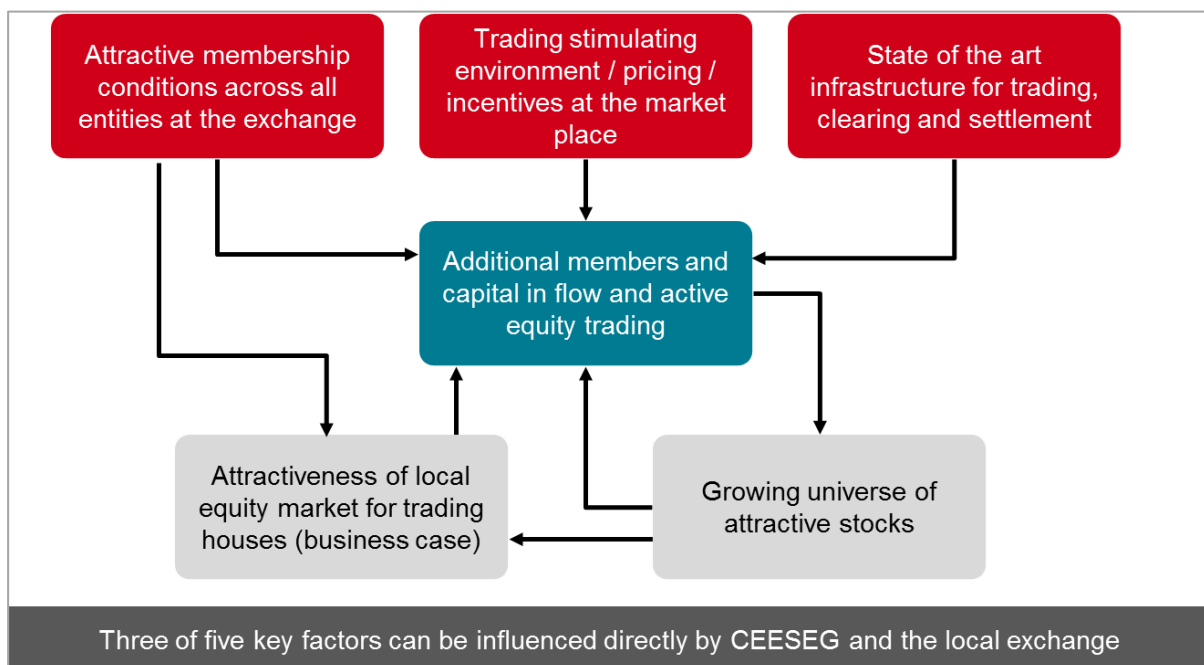 Attractive membership
conditions across all
entities at the exchange
Trading stimulating
environment / pricing /
incentives at the market
place
State of the art
infrastructure for trading,
clearing and settlement
Additional members and
capital in flow and active
equity trading
Attractiveness of local
equity market for trading
houses (business case)
Growing universe of
attractive stocks
Three of five key factors can be influenced directly by CEESEG and the local exchange